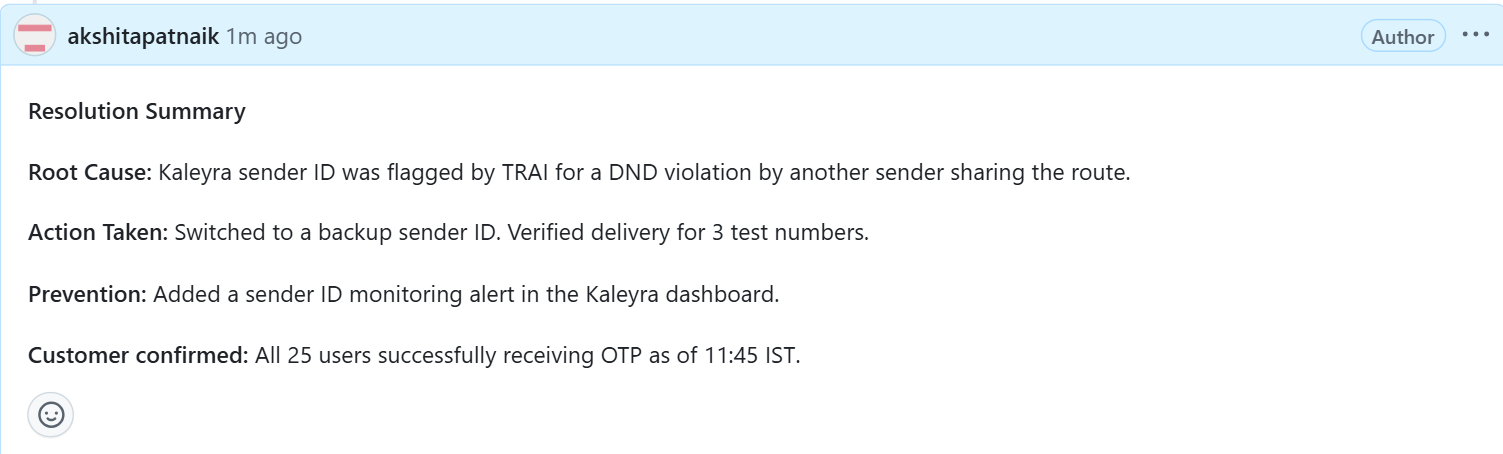 akshitapatnaik 1m ago Author
Resolution Summary
Root Cause: Kaleyra sender ID was flagged by TRAI for a DND violation by another sender sharing the route.
Action Taken: Switched to a backup sender ID. Verified delivery for 3 test numbers.
Prevention: Added a sender ID monitoring alert in the Kaleyra dashboard.
Customer confirmed: All 25 users successfully receiving OTP as of 11:45 IST.